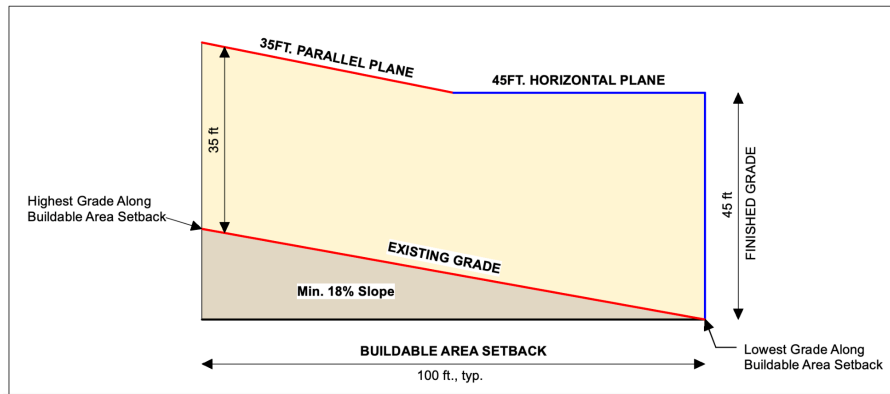 35FT. PARALLEL PLANE
45FT. HORIZONTAL PLANE
35 ft
45 ft
FINISHED GRADE
Highest Grade Along
Buildable Area Setback
EXISTING GRADE
Min. 18% Slope
BUILDABLE AREA SETBACK
100 ft., typ.
Lowest Grade Along
Buildable Area Setback